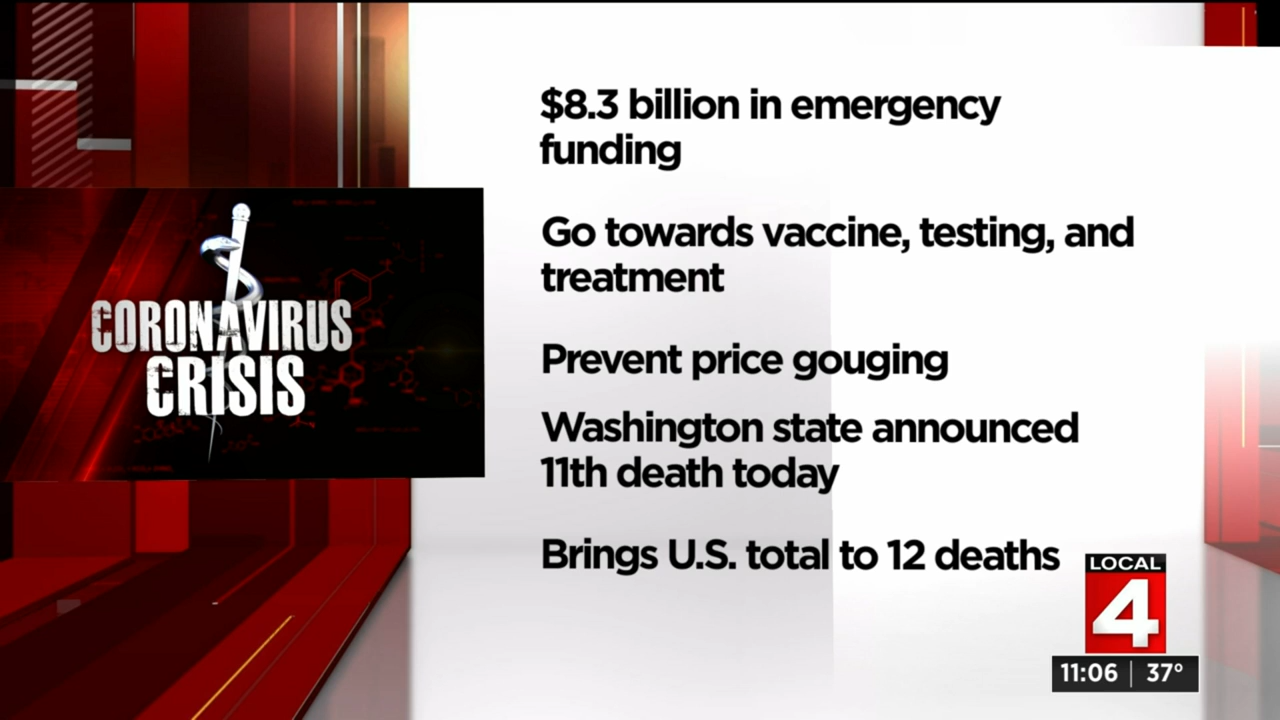 $8.3 billion in emergency
funding
Go towards vaccine, testing, and
treatment
Prevent price gouging
Washington state announced
11th death today
Brings U.S. total to 12 deaths
CORONAVIRUS
CRISIS
LOCAL
4
11:06 | 37°